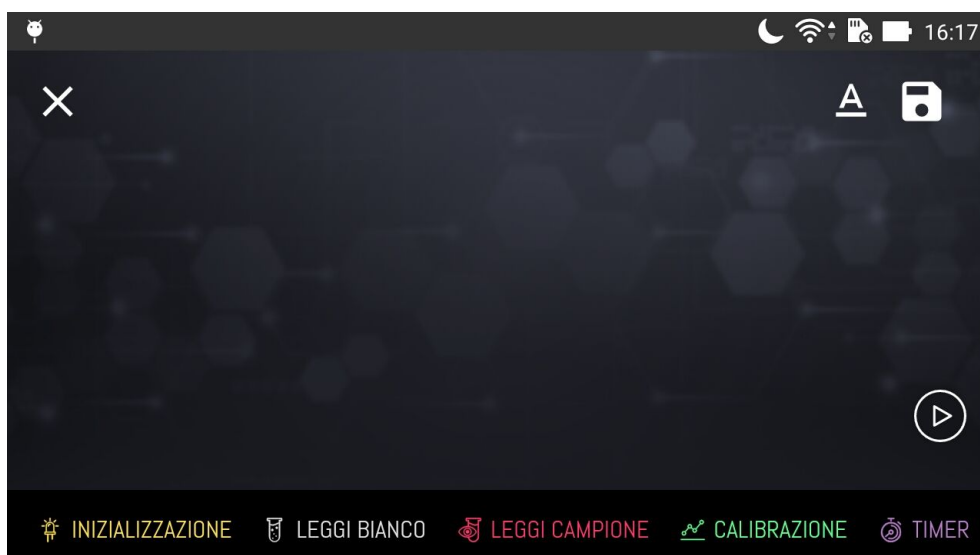 16:17
A
INIZIALIZZAZIONE LEGGI BIANCO LEGGI CAMPIONE CALIBRAZIONE TIMER